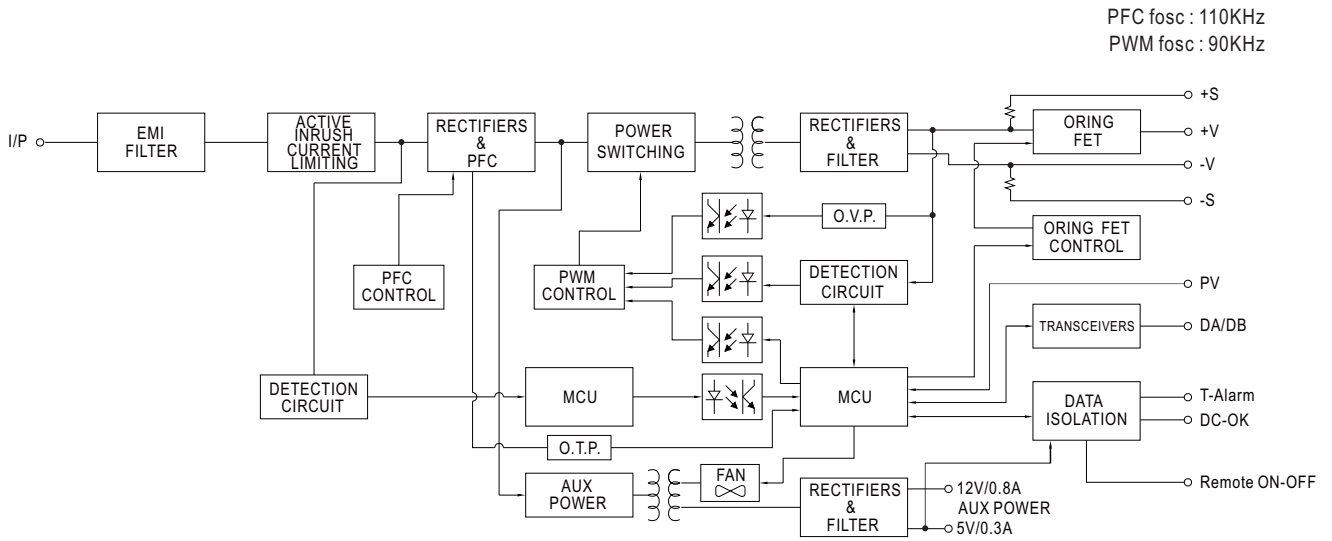 PFC fosc : 110KHz
PWM fosc : 90KHz
I/P
EMI
FILTER
ACTIVE
INRUSH
CURRENT
LIMITING
RECTIFIERS
&
PFC
POWER
SWITCHING
RECTIFIERS
&
FILTER
ORING
FET
+S
+V
-V
-S
O.V.P.
ORING FET
CONTROL
PFC
CONTROL
PWM
CONTROL
DETECTION
CIRCUIT
PV
TRANSCEIVERS
DA/DB
DETECTION
CIRCUIT
MCU
MCU
DATA
ISOLATION
T-Alarm
DC-OK
O.T.P.
AUX
POWER
FAN
RECTIFIERS
&
FILTER
12V/0.8A
AUX POWER
5V/0.3A
Remote ON-OFF